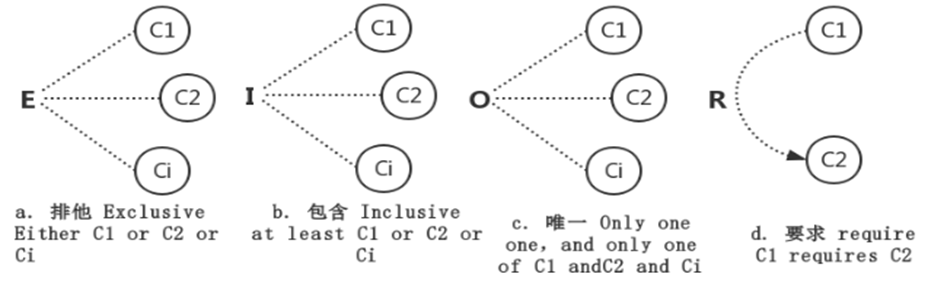 E
C1
C2
Ci
a. 排他 Exclusive
Either C1 or C2 or
Ci
I
C1
C2
Ci
b. 包含 Inclusive
at least C1 or C2 or
Ci
O
C1
C2
Ci
c. 唯一 Only one
one, and only one
of C1 andC2 and Ci
R
C1
C2
d. 要求 require
C1 requires C2